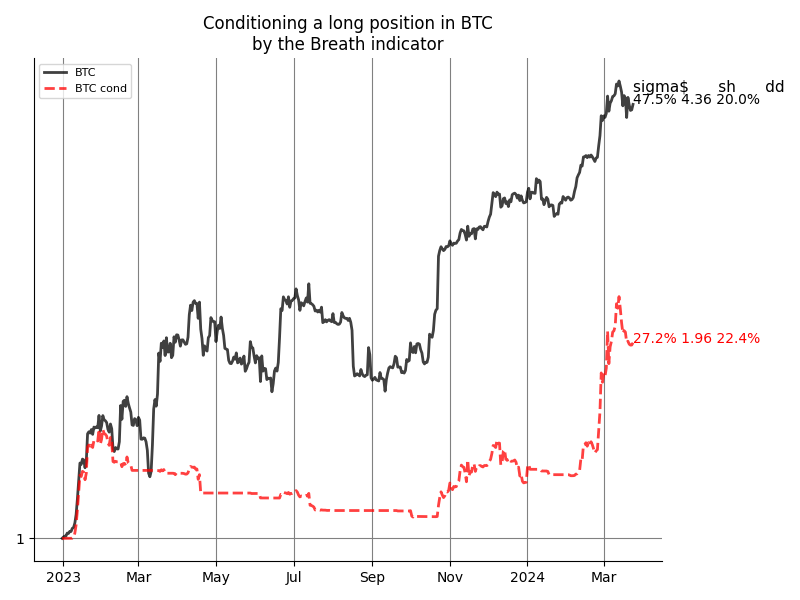 Conditioning a long position in BTC
by the Breath indicator
BTC
BTC cond
sigma$ sh dd
47.5% 4.36 20.0%
27.2% 1.96 22.4%
1
2023 Mar May Jul Sep Nov 2024 Mar